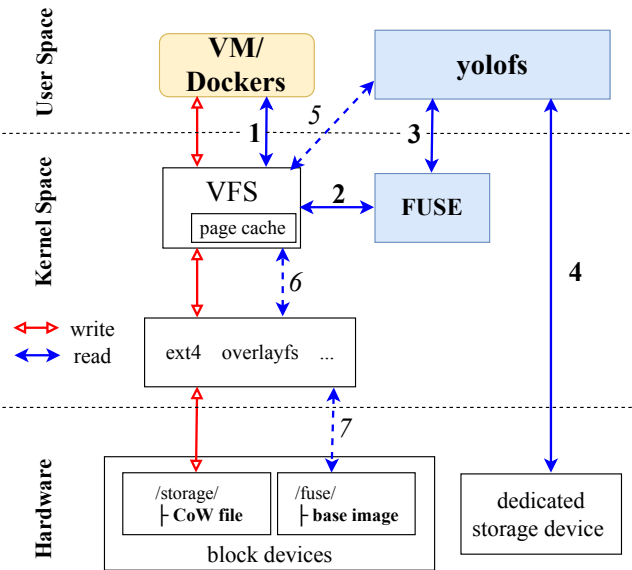 User Space
VM/
Dockers
yolofs
1
5
3
Kernel Space
VFS
page cache
2
FUSE
6
4
write
read
ext4 overlayfs ...
7
Hardware
/storage/
├ CoW file
/fuse/
├ base image
block devices
dedicated
storage device